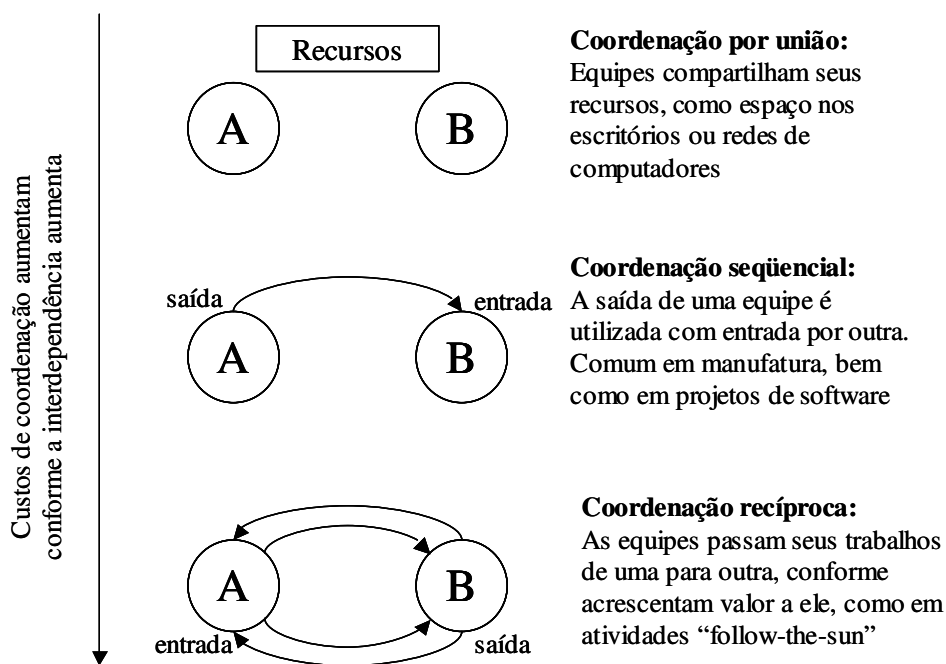 Recursos
A
B
Coordenação por união:
Equipes compartilham seus
recursos, como espaço nos
escritórios ou redes de
computadores
Custos de coordenação aumentam
conforme a interdependência aumenta
saída
entrada
A
B
Coordenação seqüencial:
A saída de uma equipe é
utilizada com entrada por outra.
Comum em manufatura, bem
como em projetos de software
A
B
entrada
saída
Coordenação recíproca:
As equipes passam seus trabalhos
de uma para outra, conforme
acrescentam valor a ele, como em
atividades “follow-the-sun”